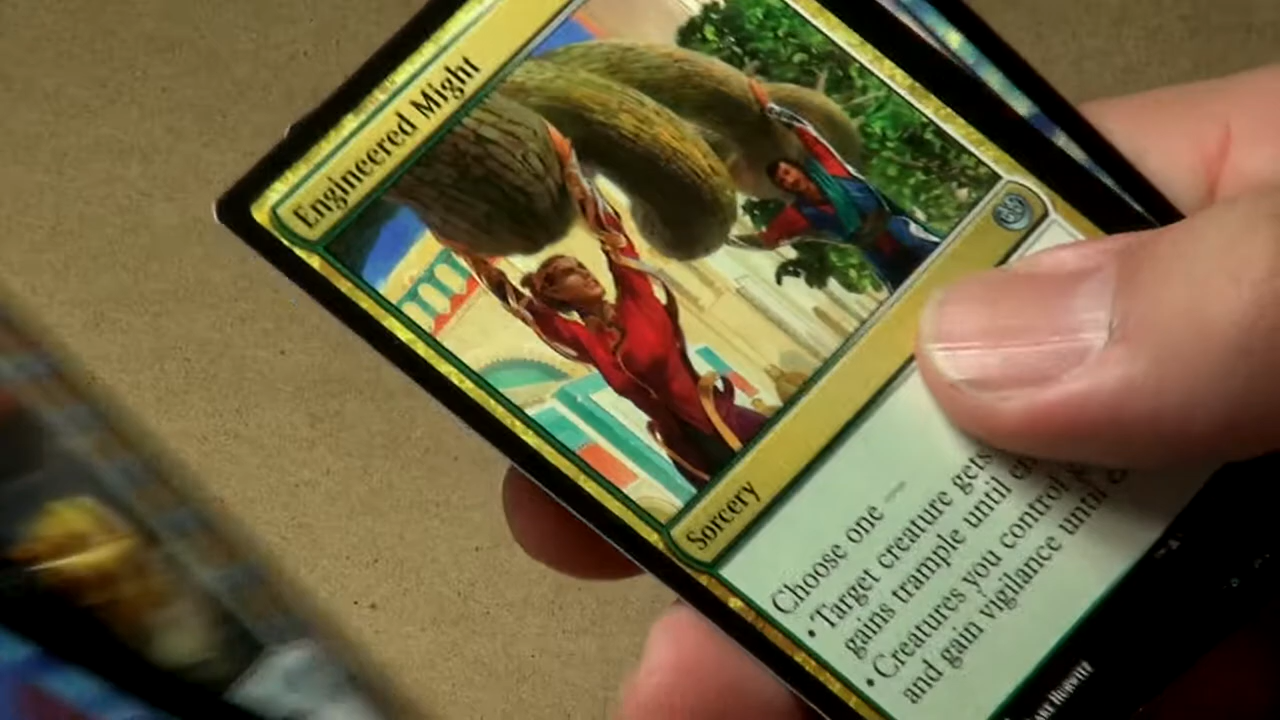 Engineered Might
Sorcery
Choose one —
• Target creature gets
gains trample until
• Creatures you control
and gain vigilance until